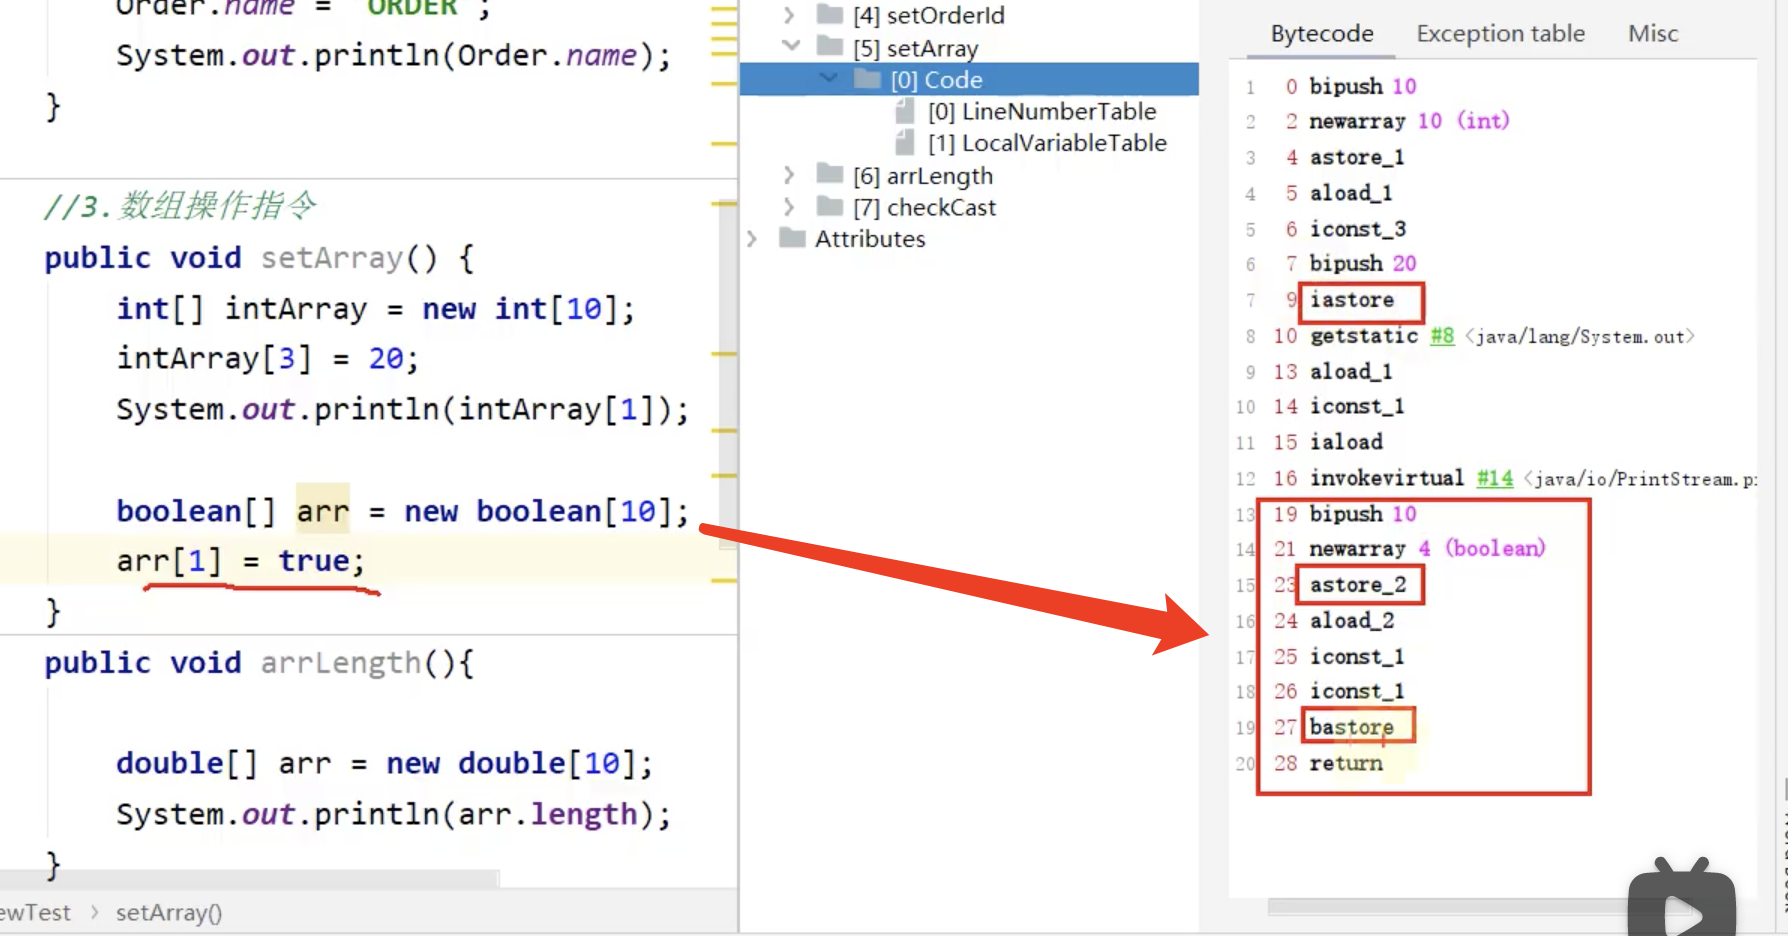 Order.name = "ORDER";
System.out.println(Order.name);
}
//3.数组操作指令
public void setArray() {
int[] intArray = new int[10];
intArray[3] = 20;
System.out.println(intArray[1]);
boolean[] arr = new boolean[10];
arr[1] = true;
}
public void arrLength(){
double[] arr = new double[10];
System.out.println(arr.length);
}
ewTest > setArray()
[4] setOrderId
[5] setArray
[0] Code
[0] LineNumberTable
[1] LocalVariableTable
[6] arrLength
[7] checkCast
Attributes
Bytecode Exception table Misc
1 0 bipush 10
2 2 newarray 10 (int)
3 4 astore_1
4 5 aload_1
5 6 iconst_3
6 7 bipush 20
7 9 iastore
8 10 getstatic #8 <java/lang/System.out>
9 13 aload_1
10 14 iconst_1
11 15 iaload
12 16 invokevirtual #14 <java/io/PrintStream.pr
13 19 bipush 10
14 21 newarray 4 (boolean)
15 23 astore_2
16 24 aload_2
17 25 iconst_1
18 26 iconst_1
19 27 bastore
20 28 return